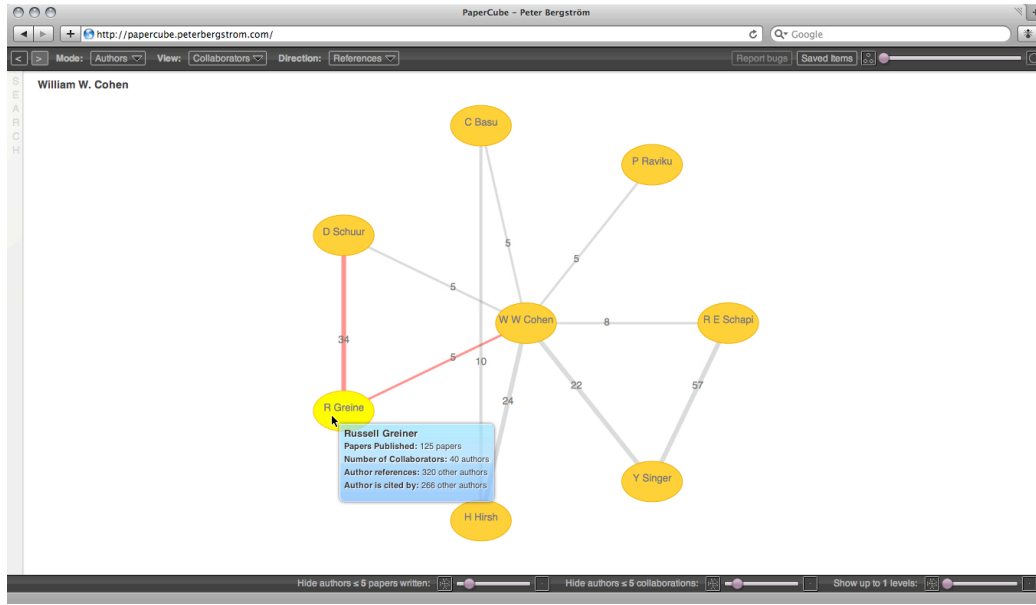 PaperCube – Peter Bergström
http://papercube.peterbergstrom.com/
Google
< > Mode: Authors View: Collaborators Direction: References Report bugs Saved Items
SEARCH
William W. Cohen
C Basu
P Raviku
D Schuur
5
5
5
W W Cohen
8
R E Schapi
34
5
10
22
57
24
R Greine
Russell Greiner
Papers Published: 125 papers
Number of Collaborators: 40 authors
Author references: 320 other authors
Author is cited by: 266 other authors
Y Singer
H Hirsh
Hide authors ≤ 5 papers written: Hide authors ≤ 5 collaborations: Show up to 1 levels: